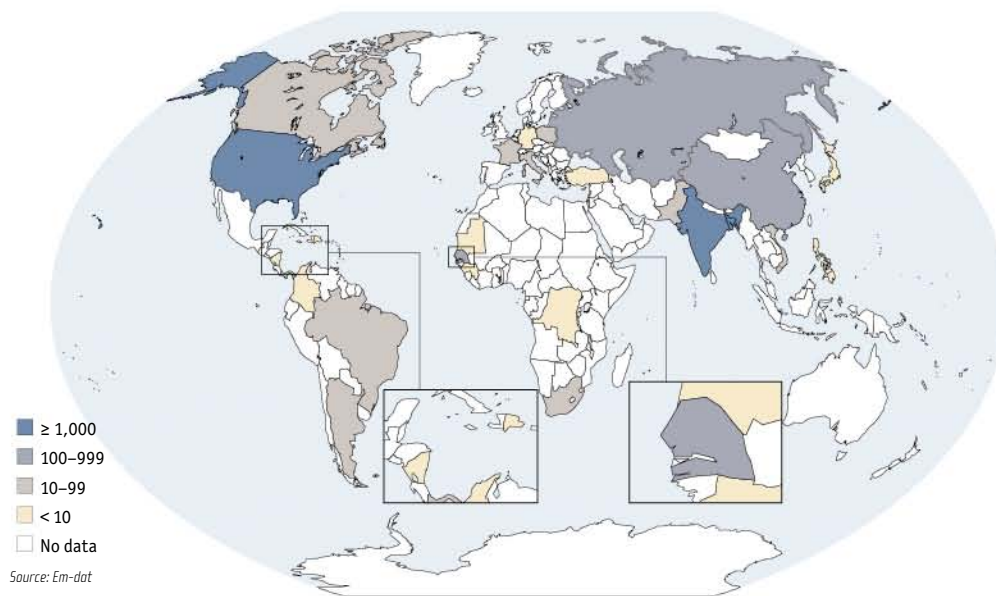 ≥ 1,000
100–999
10–99
< 10
No data
Source: Em-dat